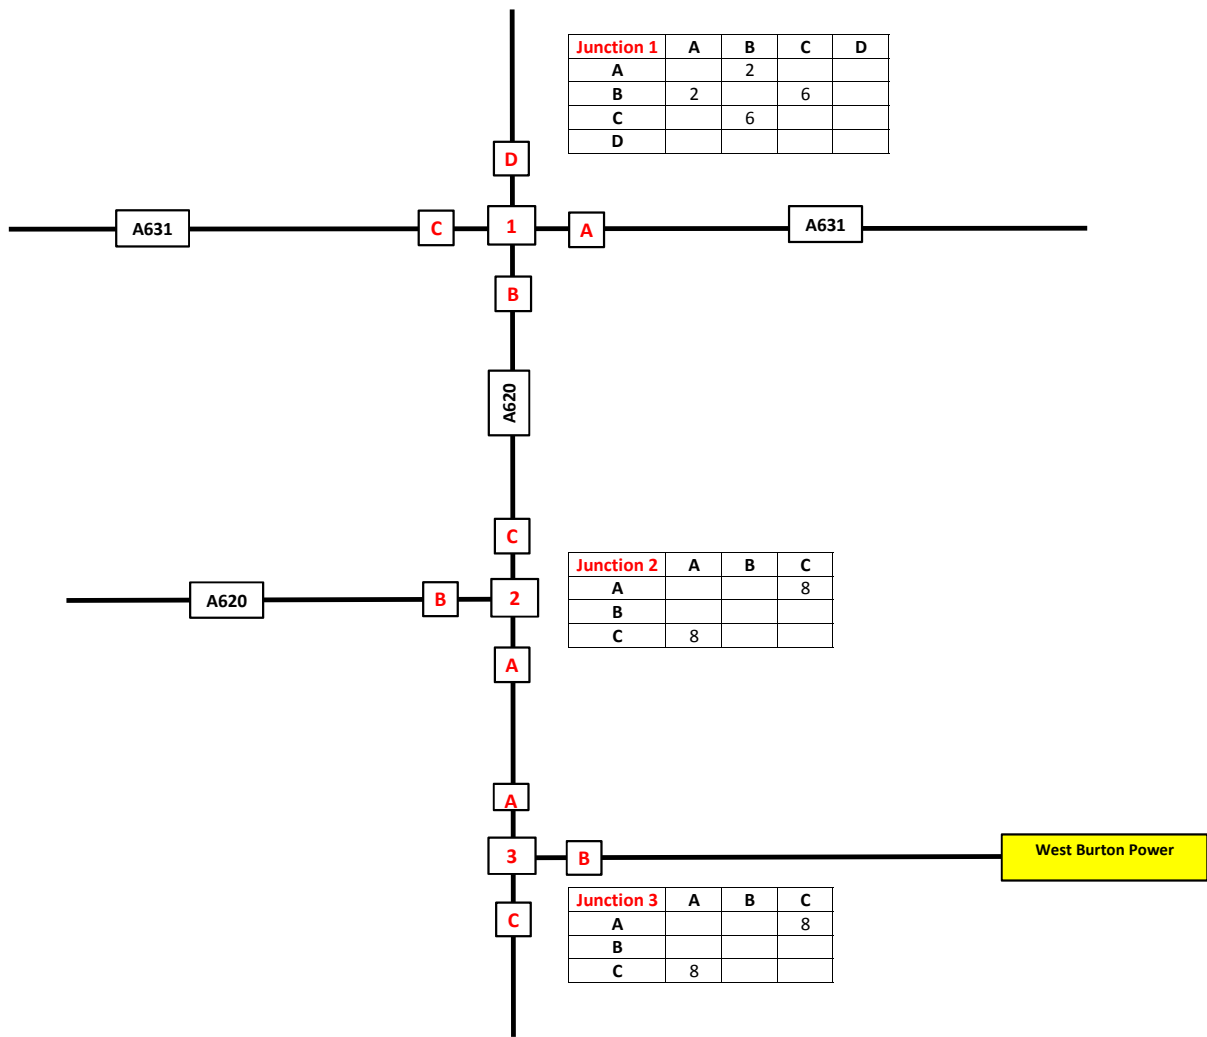 Junction 1 A B C D
A 2
B 2 6
C 6
D
D
A631 C 1 A A631
B
A620
C
Junction 2 A B C
A 8
B
C 8
A620 B 2
A
A
3 B West Burton Power
Junction 3 A B C
A 8
B
C 8
C